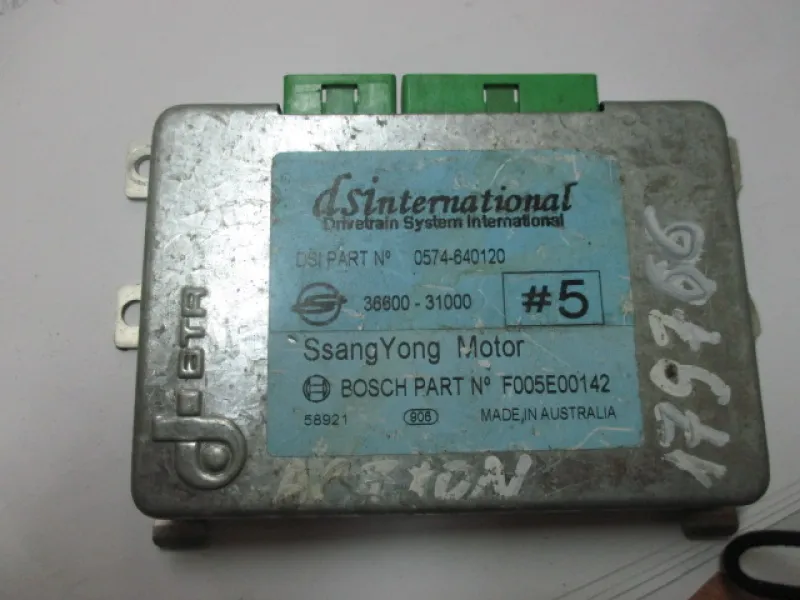 dsinternational
Drivetrain System International
DSI PART Nº 0574-640120
36600 - 31000 #5
SsangYong Motor
BOSCH PART Nº F005E00142
58921 906 MADE IN AUSTRALIA
179766